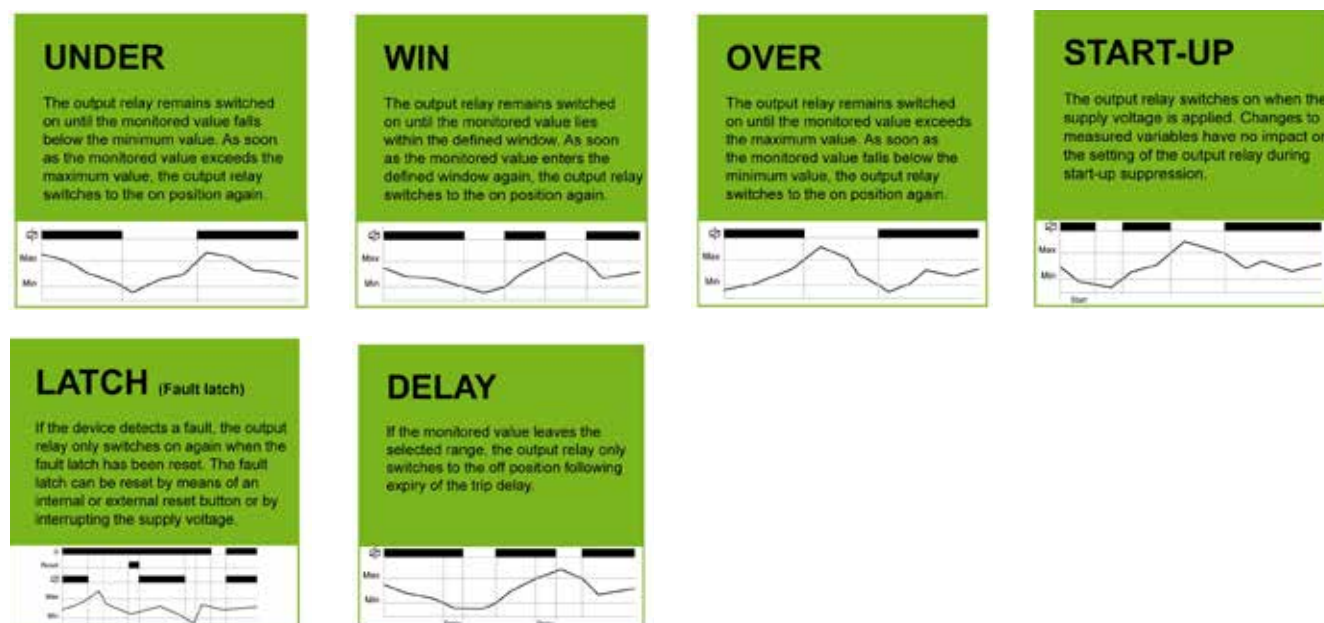 UNDER
The output relay remains switched
on until the monitored value falls
below the minimum value. As soon
as the monitored value exceeds the
maximum value, the output relay
switches to the on position again.
Max
Min
WIN
The output relay remains switched
on until the monitored value lies
within the defined window. As soon
as the monitored value enters the
defined window again, the output relay
switches to the on position again.
Max
Min
OVER
The output relay remains switched
on until the monitored value exceeds
the maximum value. As soon as
the monitored value falls below the
minimum value, the output relay
switches to the on position again.
Max
Min
START-UP
The output relay switches on when the
supply voltage is applied. Changes to
measured variables have no impact on
the setting of the output relay during
start-up suppression.
Max
Min
Start
LATCH (Fault latch)
If the device detects a fault, the output
relay only switches on again when the
fault latch has been reset. The fault
latch can be reset by means of an
internal or external reset button or by
interrupting the supply voltage.
Reset
Max
Min
DELAY
If the monitored value leaves the
selected range, the output relay only
switches to the off position following
expiry of the trip delay.
Max
Min